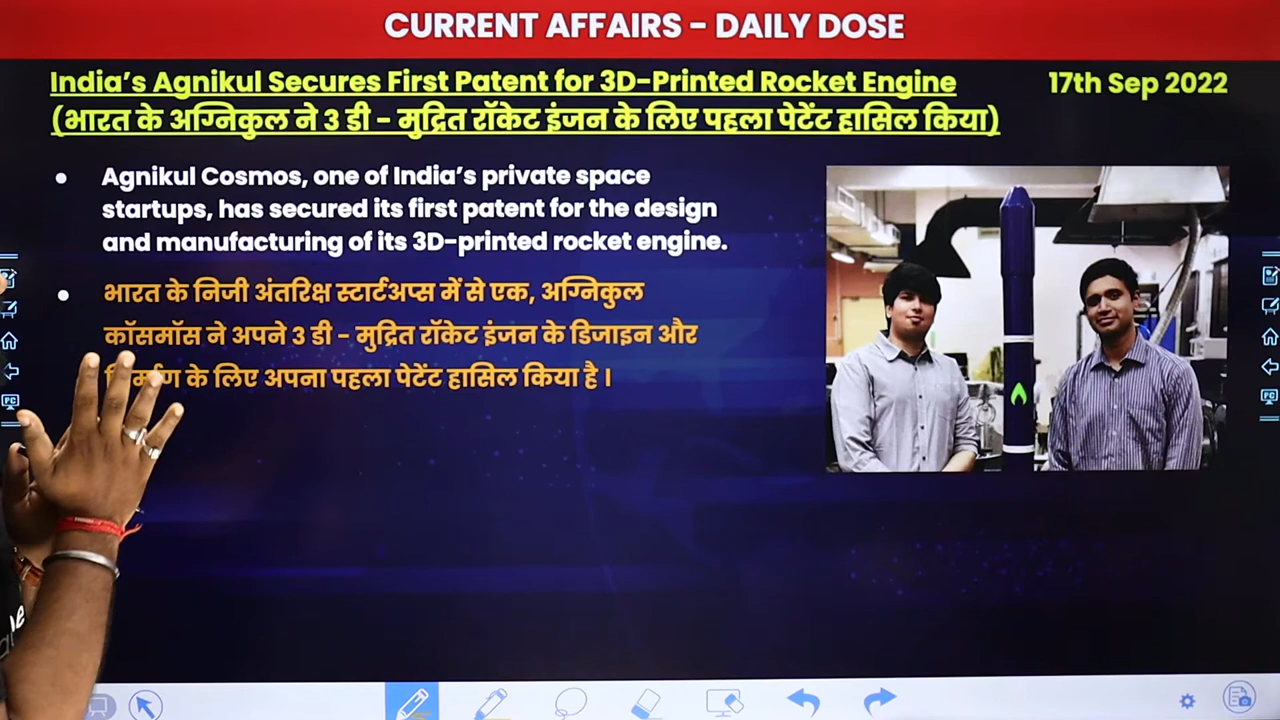 CURRENT AFFAIRS - DAILY DOSE
India's Agnikul Secures First Patent for 3D-Printed Rocket Engine
17th Sep 2022
(भारत के अग्निकुल ने 3 डी - मुद्रित रॉकेट इंजन के लिए पहला पेटेंट हासिल किया)
• Agnikul Cosmos, one of India's private space
startups, has secured its first patent for the design
and manufacturing of its 3D-printed rocket engine.
• भारत के निजी अंतरिक्ष स्टार्टअप्स में से एक, अग्निकुल
कॉसमॉस ने अपने 3 डी - मुद्रित रॉकेट इंजन के डिजाइन और
के लिए अपना पहला पेटेंट हासिल किया है ।
PC
PC